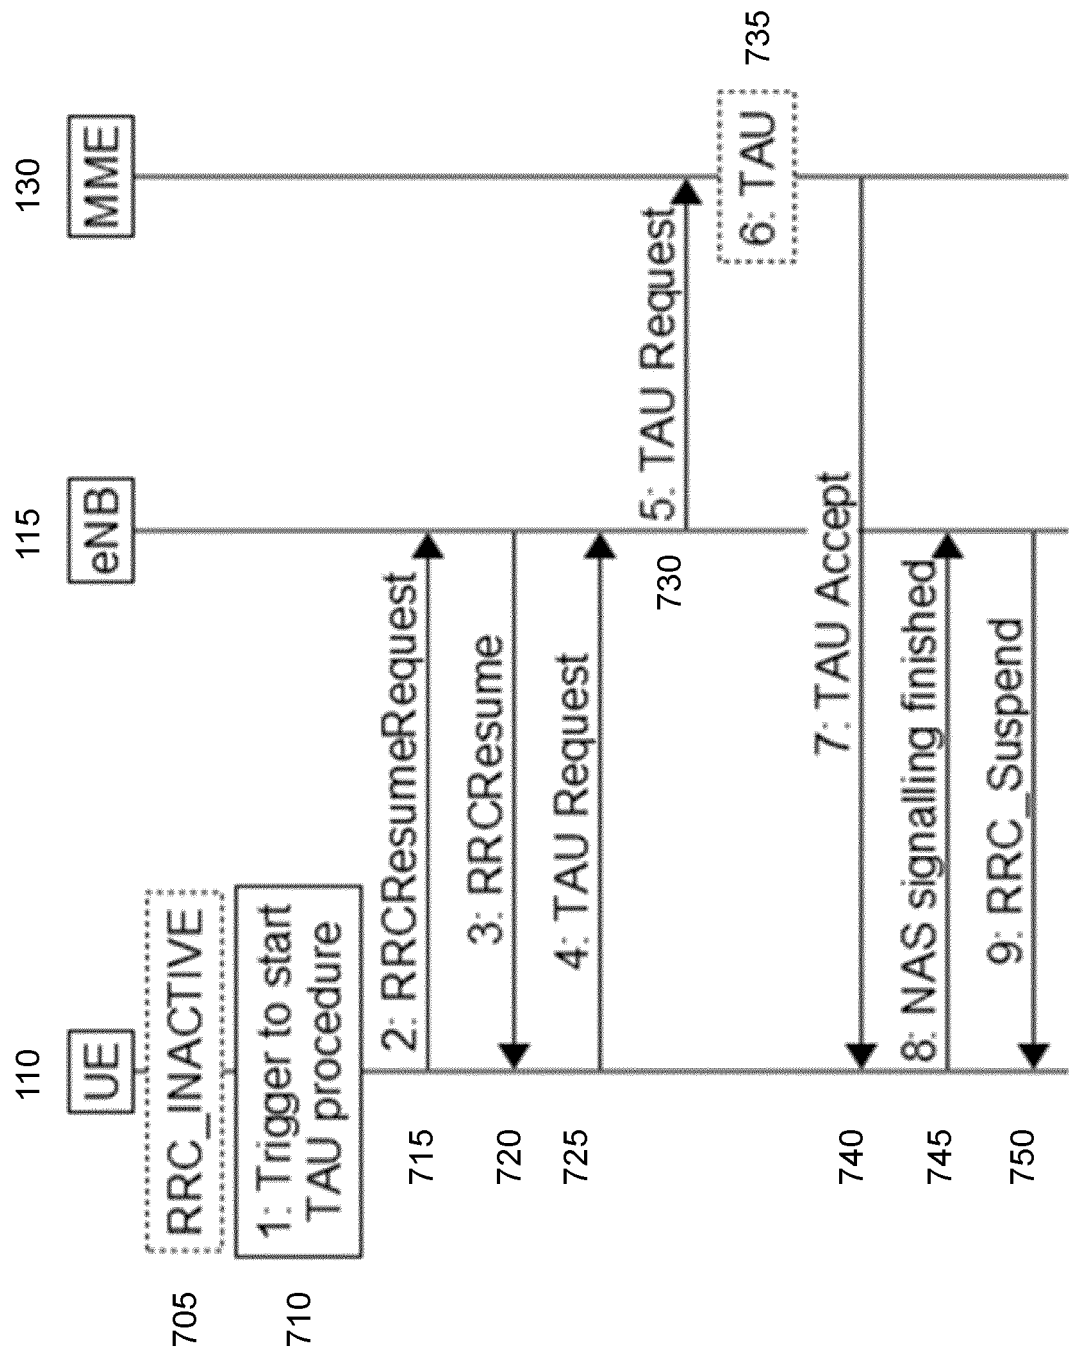 110
115
130
UE
eNB
MME
705
RRC_INACTIVE
710
1: Trigger to start
TAU procedure
715
2: RRCResumeRequest
720
3: RRCResume
725
4: TAU Request
730
5: TAU Request
735
6: TAU
740
7: TAU Accept
745
8: NAS signalling finished
750
9: RRC_Suspend